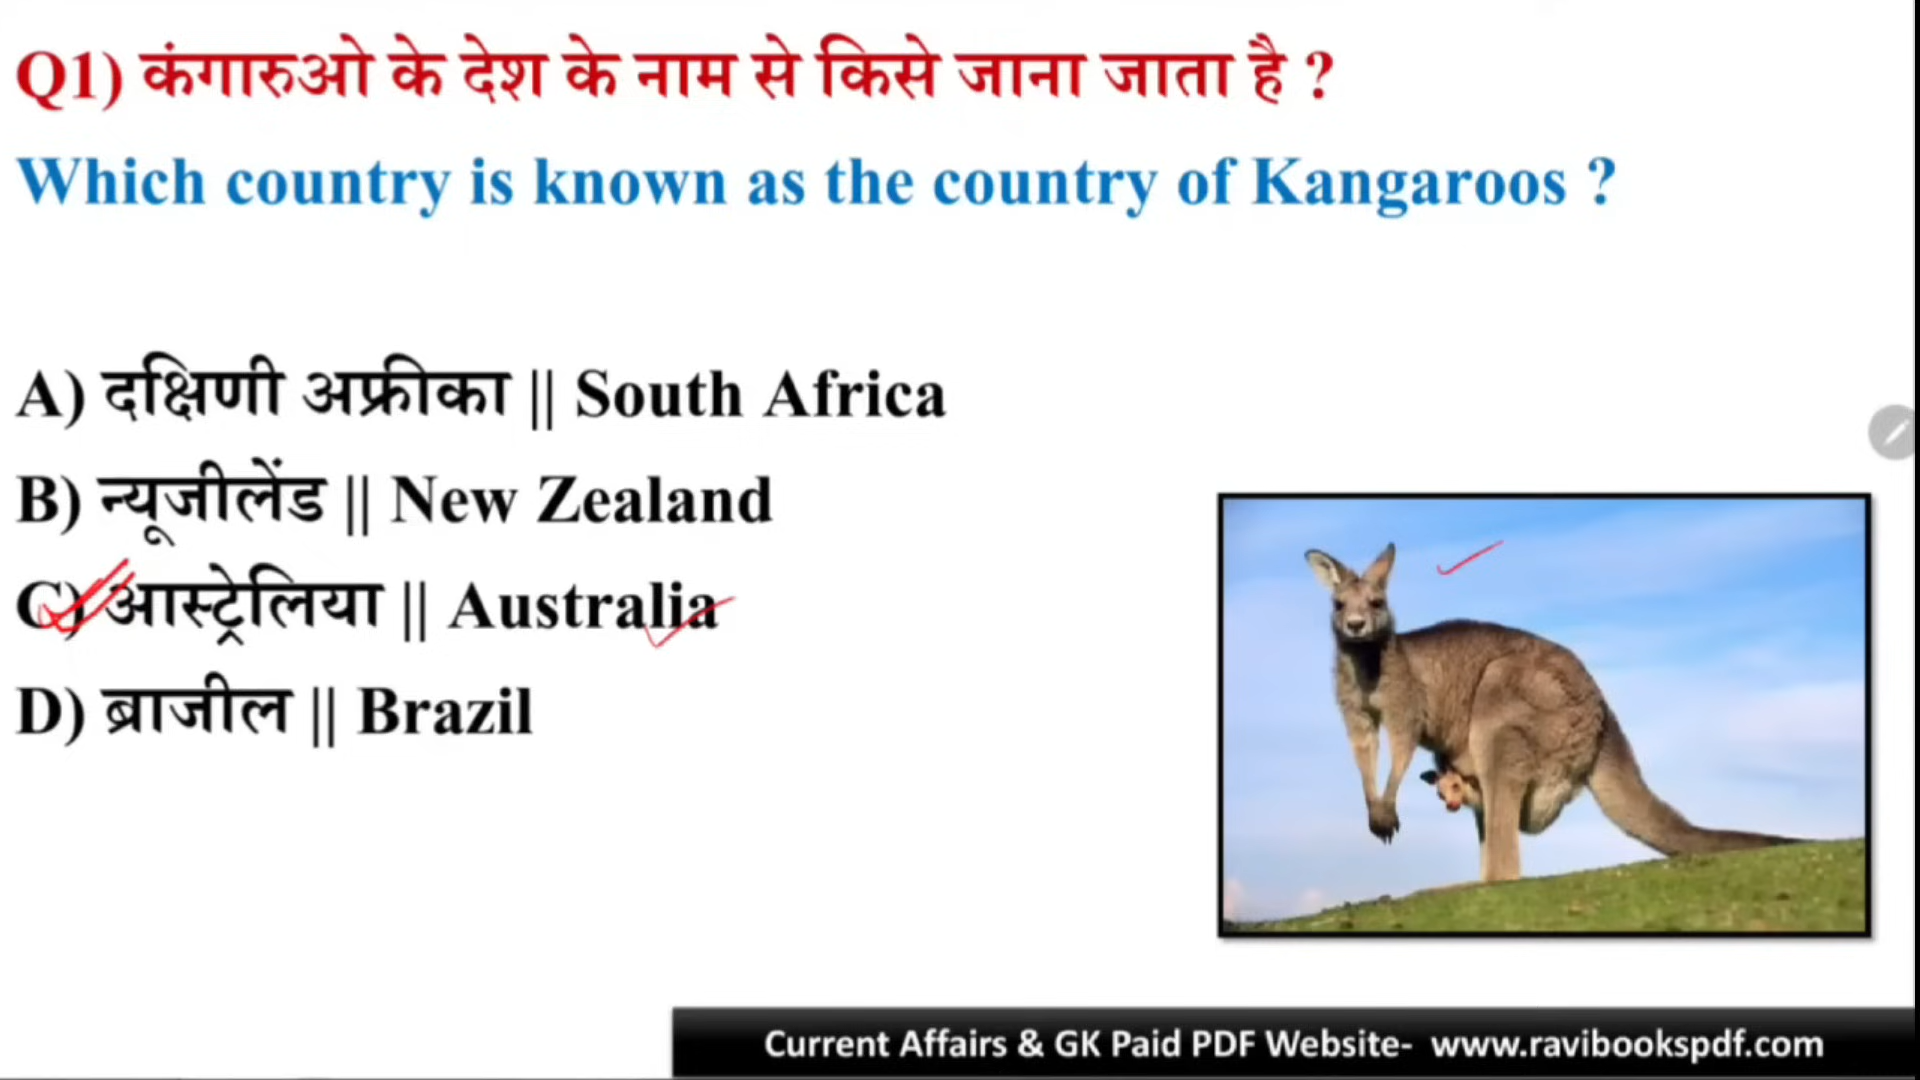 Q1) कंगारुओ के देश के नाम से किसे जाना जाता है ?
Which country is known as the country of Kangaroos ?
A) दक्षिणी अफ्रीका || South Africa
B) न्यूजीलेंड || New Zealand
C) आस्ट्रेलिया || Australia
D) ब्राजील || Brazil
Current Affairs & GK Paid PDF Website- www.ravibookspdf.com